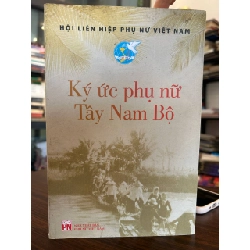 HỘI LIÊN HIỆP PHỤ NỮ VIỆT NAM
Ký ức phụ nữ
Tây Nam Bộ